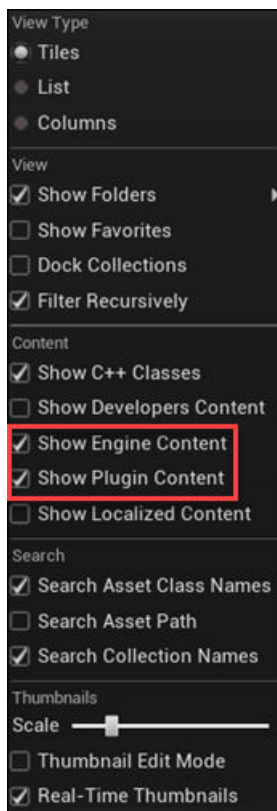 View Type
Tiles
List
Columns
View
Show Folders
Show Favorites
Dock Collections
Filter Recursively
Content
Show C++ Classes
Show Developers Content
Show Engine Content
Show Plugin Content
Show Localized Content
Search
Search Asset Class Names
Search Asset Path
Search Collection Names
Thumbnails
Scale
Thumbnail Edit Mode
Real-Time Thumbnails